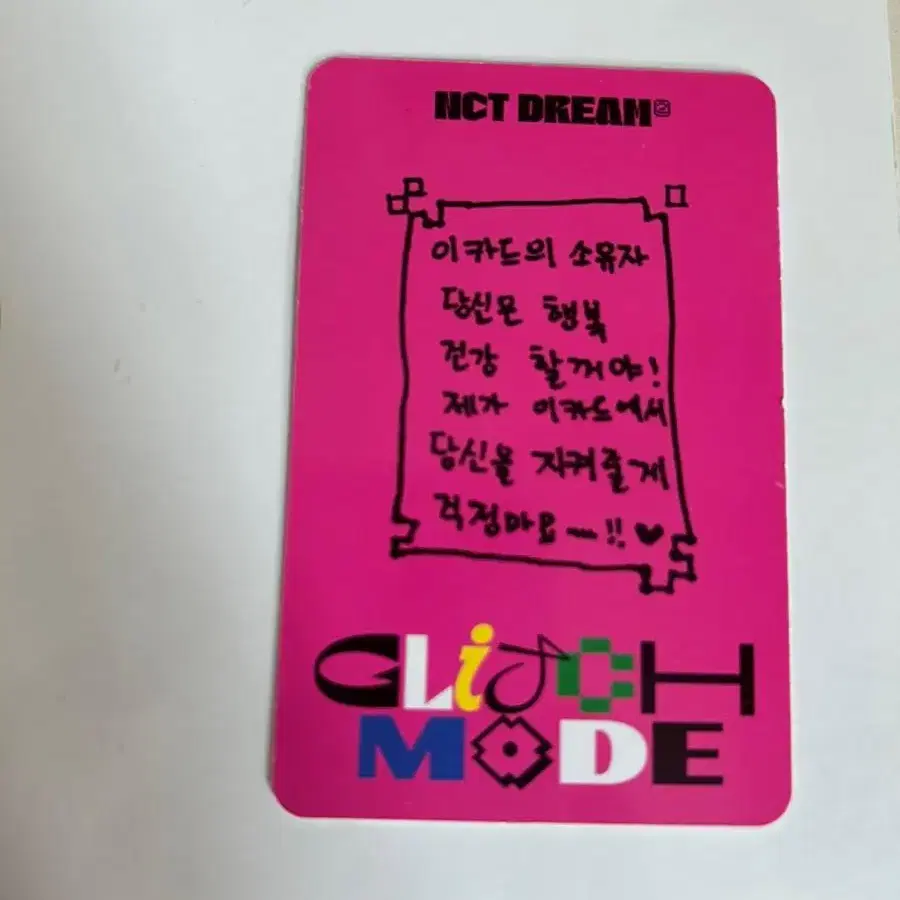 NCT DREAM
이 카드의 소유자
당신은 행복
건강 할꺼야!
제가 이카드에서
당신을 지켜줄게
걱정마요~!! ♥
GLITCH
MODE